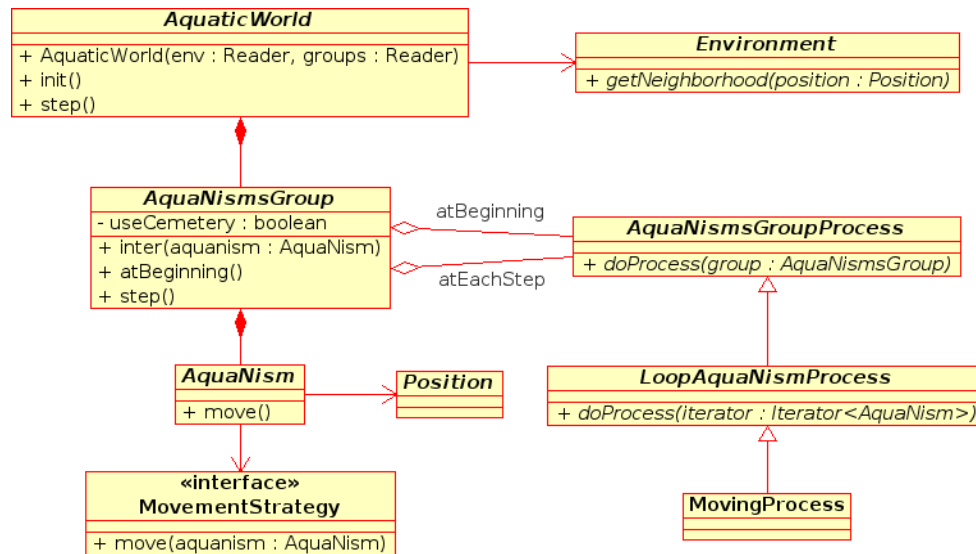 AquaticWorld
+ AquaticWorld(env : Reader, groups : Reader)
+ init()
+ step()
Environment
+ getNeighborhood(position : Position)
AquaNismsGroup
- useCemetery : boolean
+ inter(aquanism : AquaNism)
+ atBeginning()
+ step()
atBeginning
atEachStep
AquaNismsGroupProcess
+ doProcess(group : AquaNismsGroup)
AquaNism
+ move()
Position
LoopAquaNismProcess
+ doProcess(iterator : Iterator<AquaNism>)
«interface»
MovementStrategy
+ move(aquanism : AquaNism)
MovingProcess